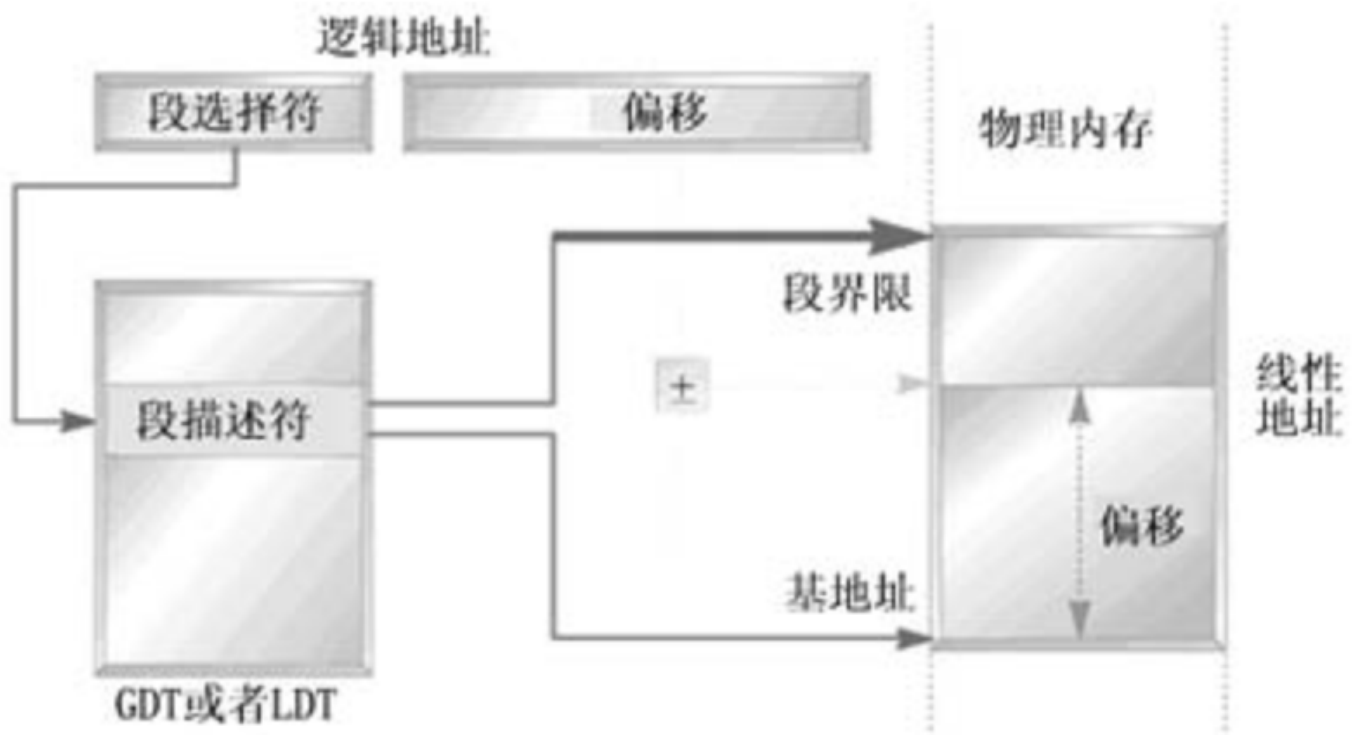 逻辑地址
段选择符
偏移
物理内存
段界限
+
段描述符
线性
地址
偏移
基地址
GDT或者LDT